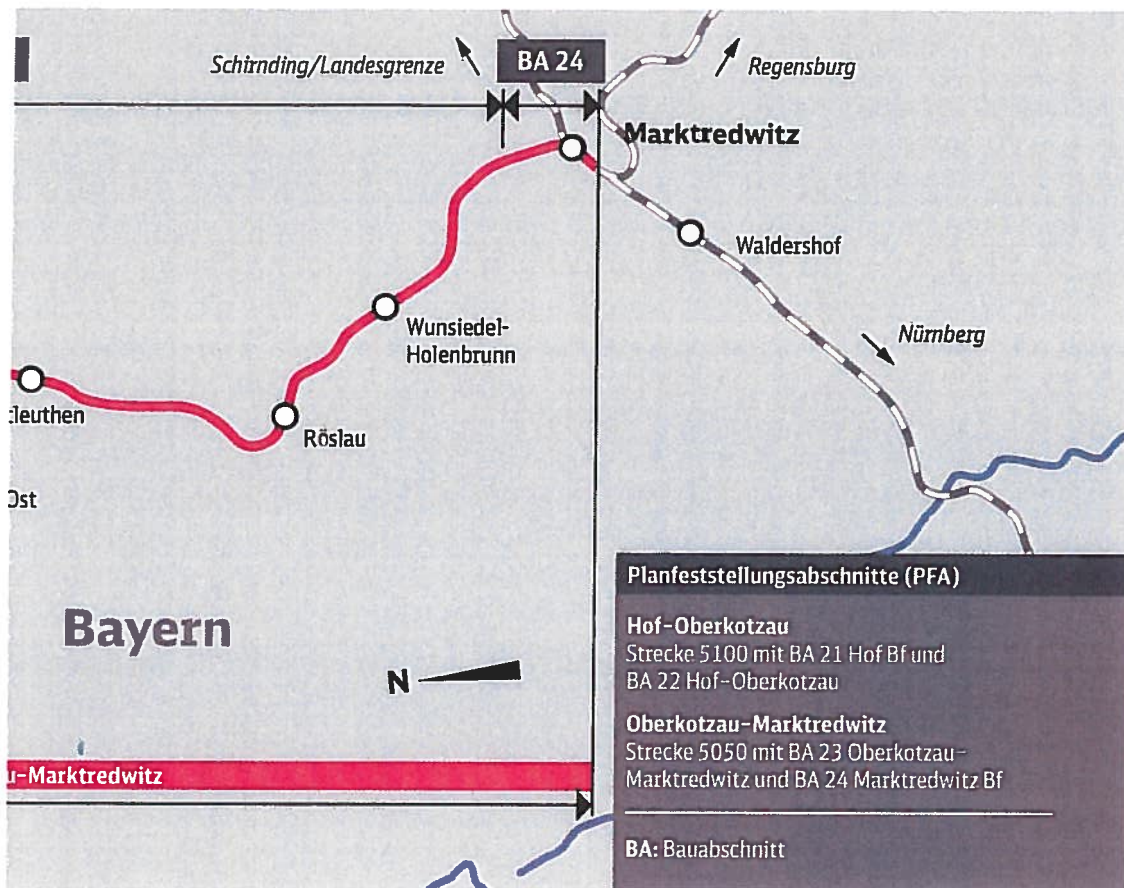 Schirnding/Landesgrenze
BA 24
Regensburg
Marktredwitz
Waldershof
Wunsiedel-
Holenbrunn
Nürnberg
Röslau
Ost
Bayern
N
u-Marktredwitz
Planfeststellungsabschnitte (PFA)
Hof-Oberkotzau
Strecke 5100 mit BA 21 Hof Bf und
BA 22 Hof-Oberkotzau
Oberkotzau-Marktredwitz
Strecke 5050 mit BA 23 Oberkotzau-
Marktredwitz und BA 24 Marktredwitz Bf
BA: Bauabschnitt